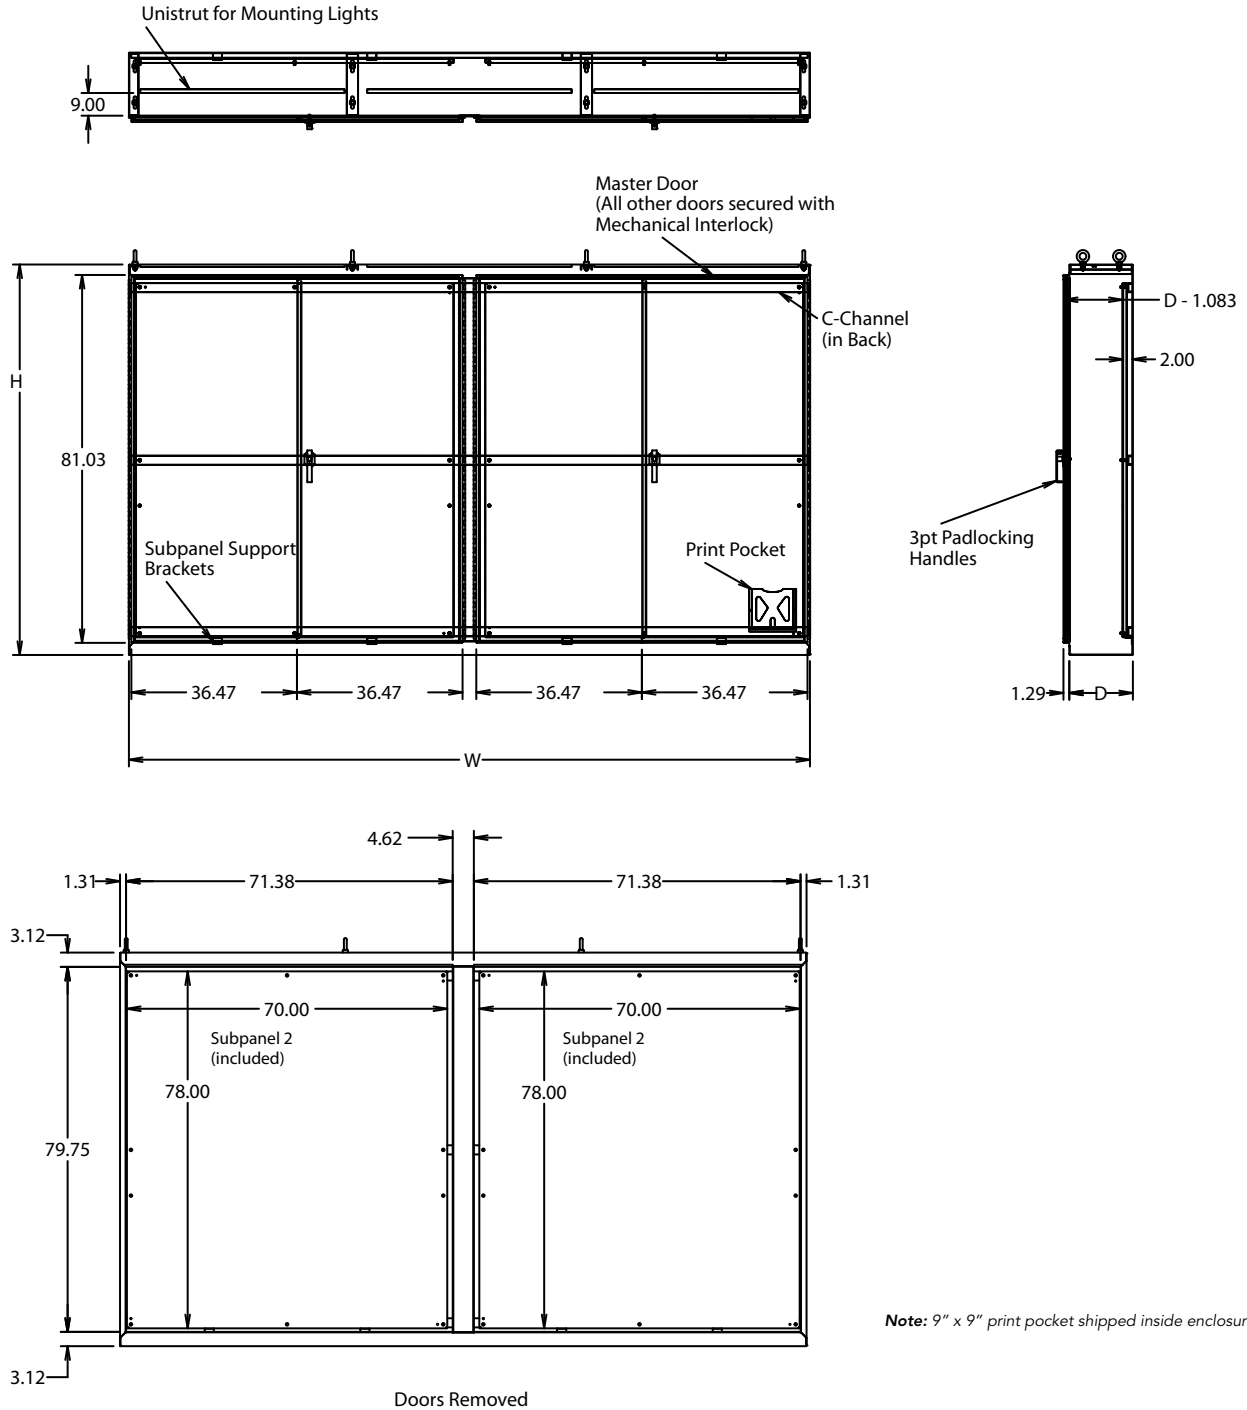 Unistrut for Mounting Lights
9.00
Master Door
(All other doors secured with
Mechanical Interlock)
H
81.03
C-Channel
(in Back)
D - 1.083
2.00
Subpanel Support
Brackets
Print Pocket
3pt Padlocking
Handles
36.47
36.47
36.47
36.47
1.29
D
W
4.62
1.31
71.38
71.38
1.31
3.12
70.00
70.00
Subpanel 2
(included)
Subpanel 2
(included)
78.00
78.00
79.75
3.12
Note: 9" x 9" print pocket shipped inside enclosur
Doors Removed